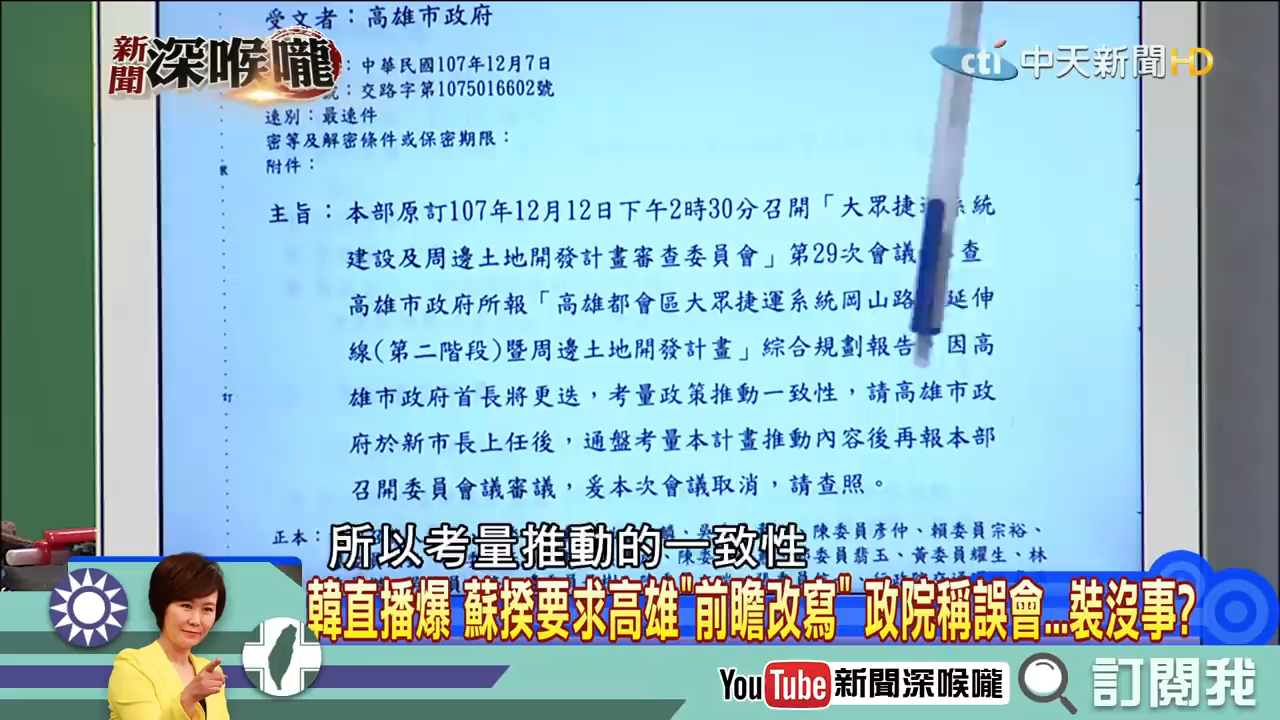 受文者：高雄市政府
新聞深喉嚨
cti 中天新聞HD
：中華民國107年12月7日
號：交路字第1075016602號
速別：最速件
密等及解密條件或保密期限：
附件：
主旨：本部原訂107年12月12日下午2時30分召開「大眾捷運系統
建設及周邊土地開發計畫審查委員會」第29次會議 查
高雄市政府所報「高雄都會區大眾捷運系統岡山路 延伸
線(第二階段)暨周邊土地開發計畫」綜合規劃報告 因高
雄市政府首長將更迭，考量政策推動一致性，請高雄市政
府於新市長上任後，通盤考量本計畫推動內容後再報本部
召開委員會議審議，爰本次會議取消，請查照。
訂
正本： 陳委員彥仲、賴委員宗裕、
委員翡玉、黃委員耀生、林
所以考量推動的一致性
韓直播爆 蘇揆要求高雄"前瞻改寫" 政院稱誤會...裝沒事?
YouTube 新聞深喉嚨 訂閱我